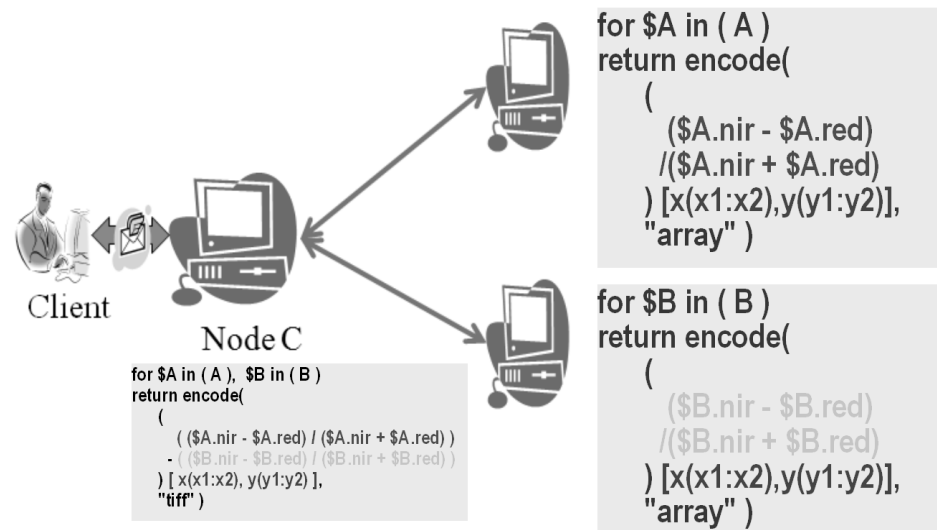 for $A in ( A )
return encode(
(
($A.nir - $A.red)
/($A.nir + $A.red)
) [x(x1:x2),y(y1:y2)],
"array" )
Client
Node C
for $A in ( A ), $B in ( B )
return encode(
(
( ($A.nir - $A.red) / ($A.nir + $A.red) )
- ( ($B.nir - $B.red) / ($B.nir + $B.red) )
) [ x(x1:x2), y(y1:y2) ],
"tiff" )
for $B in ( B )
return encode(
(
($B.nir - $B.red)
/($B.nir + $B.red)
) [x(x1:x2),y(y1:y2)],
"array" )